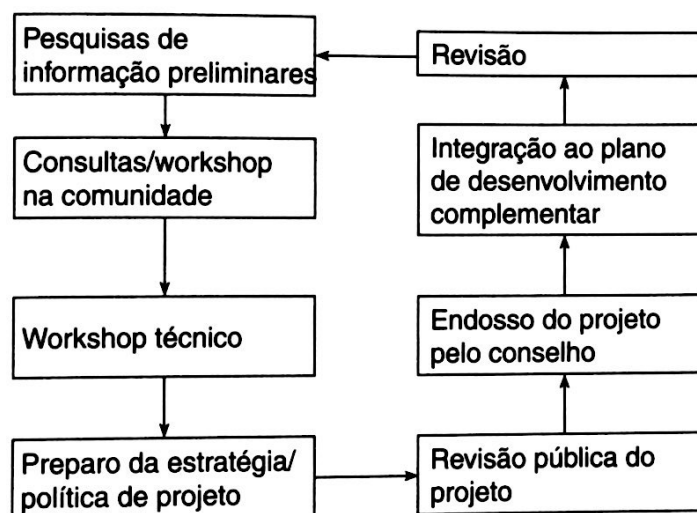 Pesquisas de
informação preliminares
Consultas/workshop
na comunidade
Workshop técnico
Preparo da estratégia/
política de projeto
Revisão pública do
projeto
Endosso do projeto
pelo conselho
Integração ao plano
de desenvolvimento
complementar
Revisão